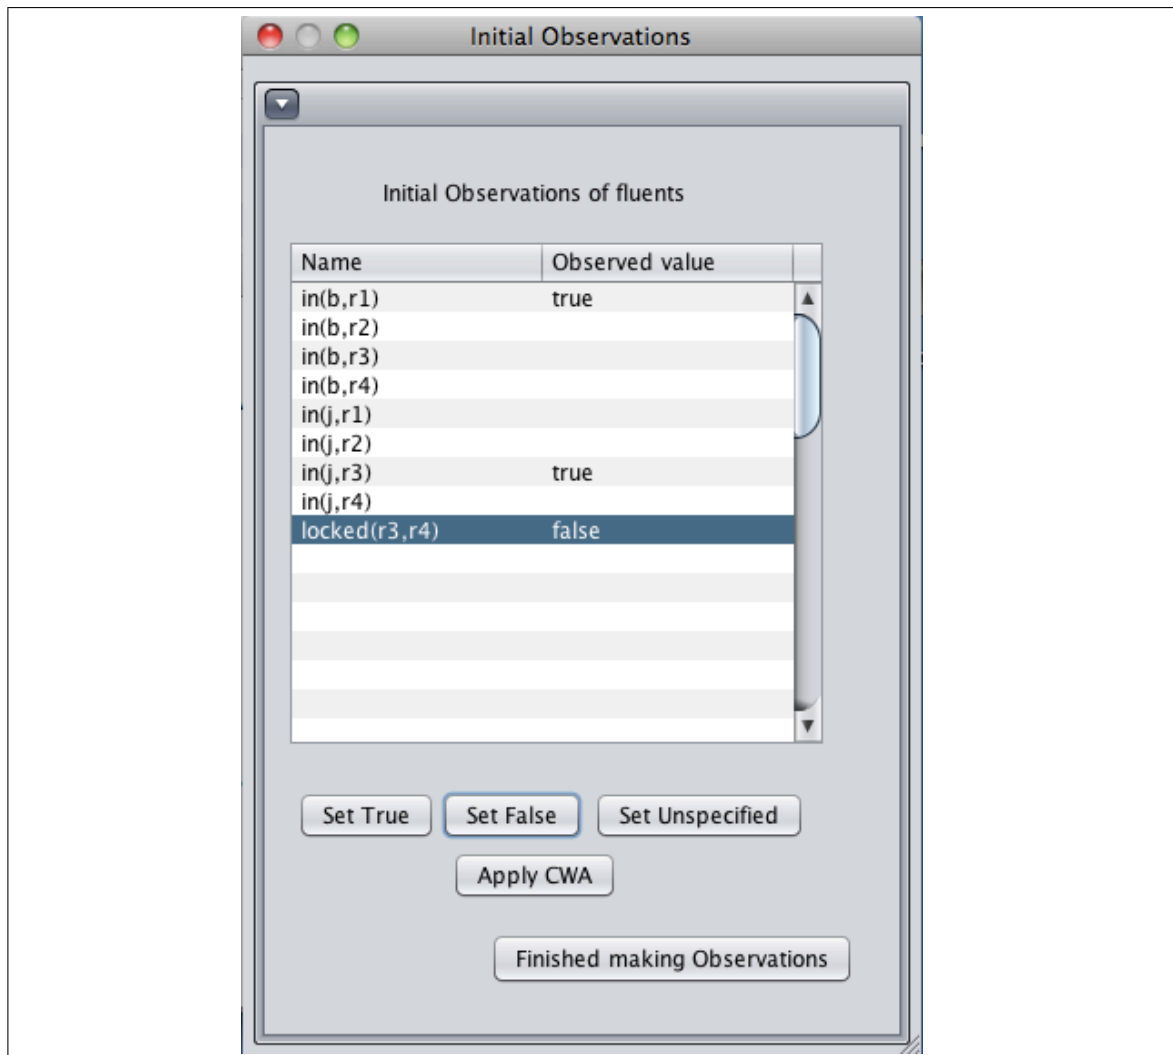 Initial Observations
Initial Observations of fluents
Name Observed value
in(b,r1) true
in(b,r2)
in(b,r3)
in(b,r4)
in(j,r1)
in(j,r2)
in(j,r3) true
in(j,r4)
locked(r3,r4) false
Set True Set False Set Unspecified
Apply CWA
Finished making Observations